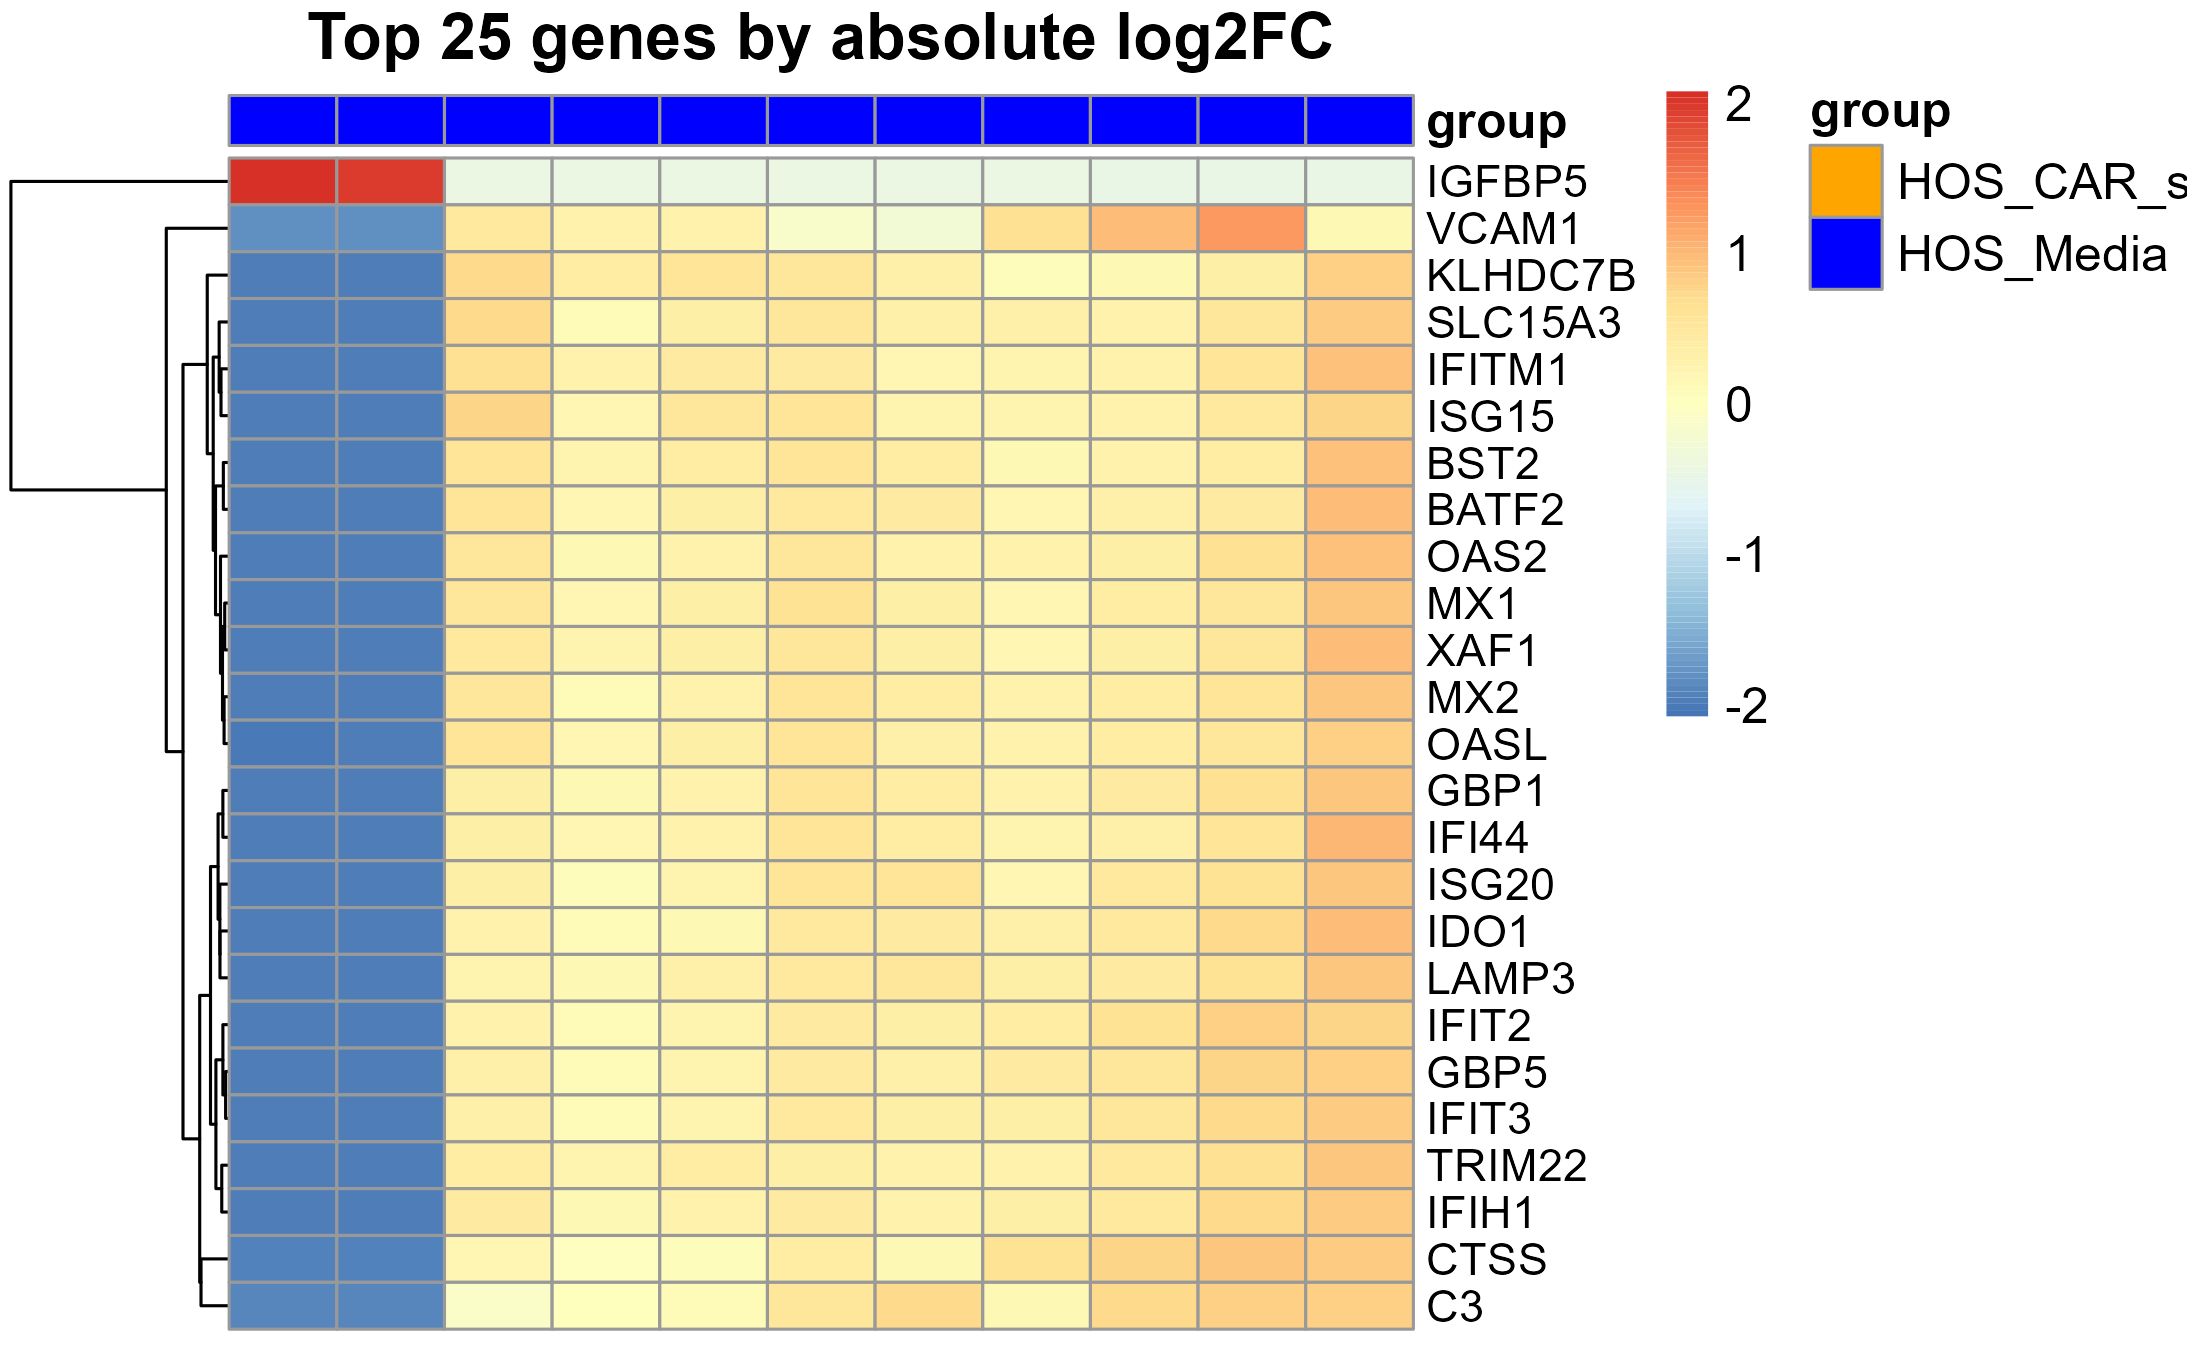 Top 25 genes by absolute log2FC
group
IGFBP5
VCAM1
KLHDC7B
SLC15A3
IFITM1
ISG15
BST2
BATF2
OAS2
MX1
XAF1
MX2
OASL
GBP1
IFI44
ISG20
IDO1
LAMP3
IFIT2
GBP5
IFIT3
TRIM22
IFIH1
CTSS
C3
2
1
0
-1
-2
group
HOS_CAR_s
HOS_Media